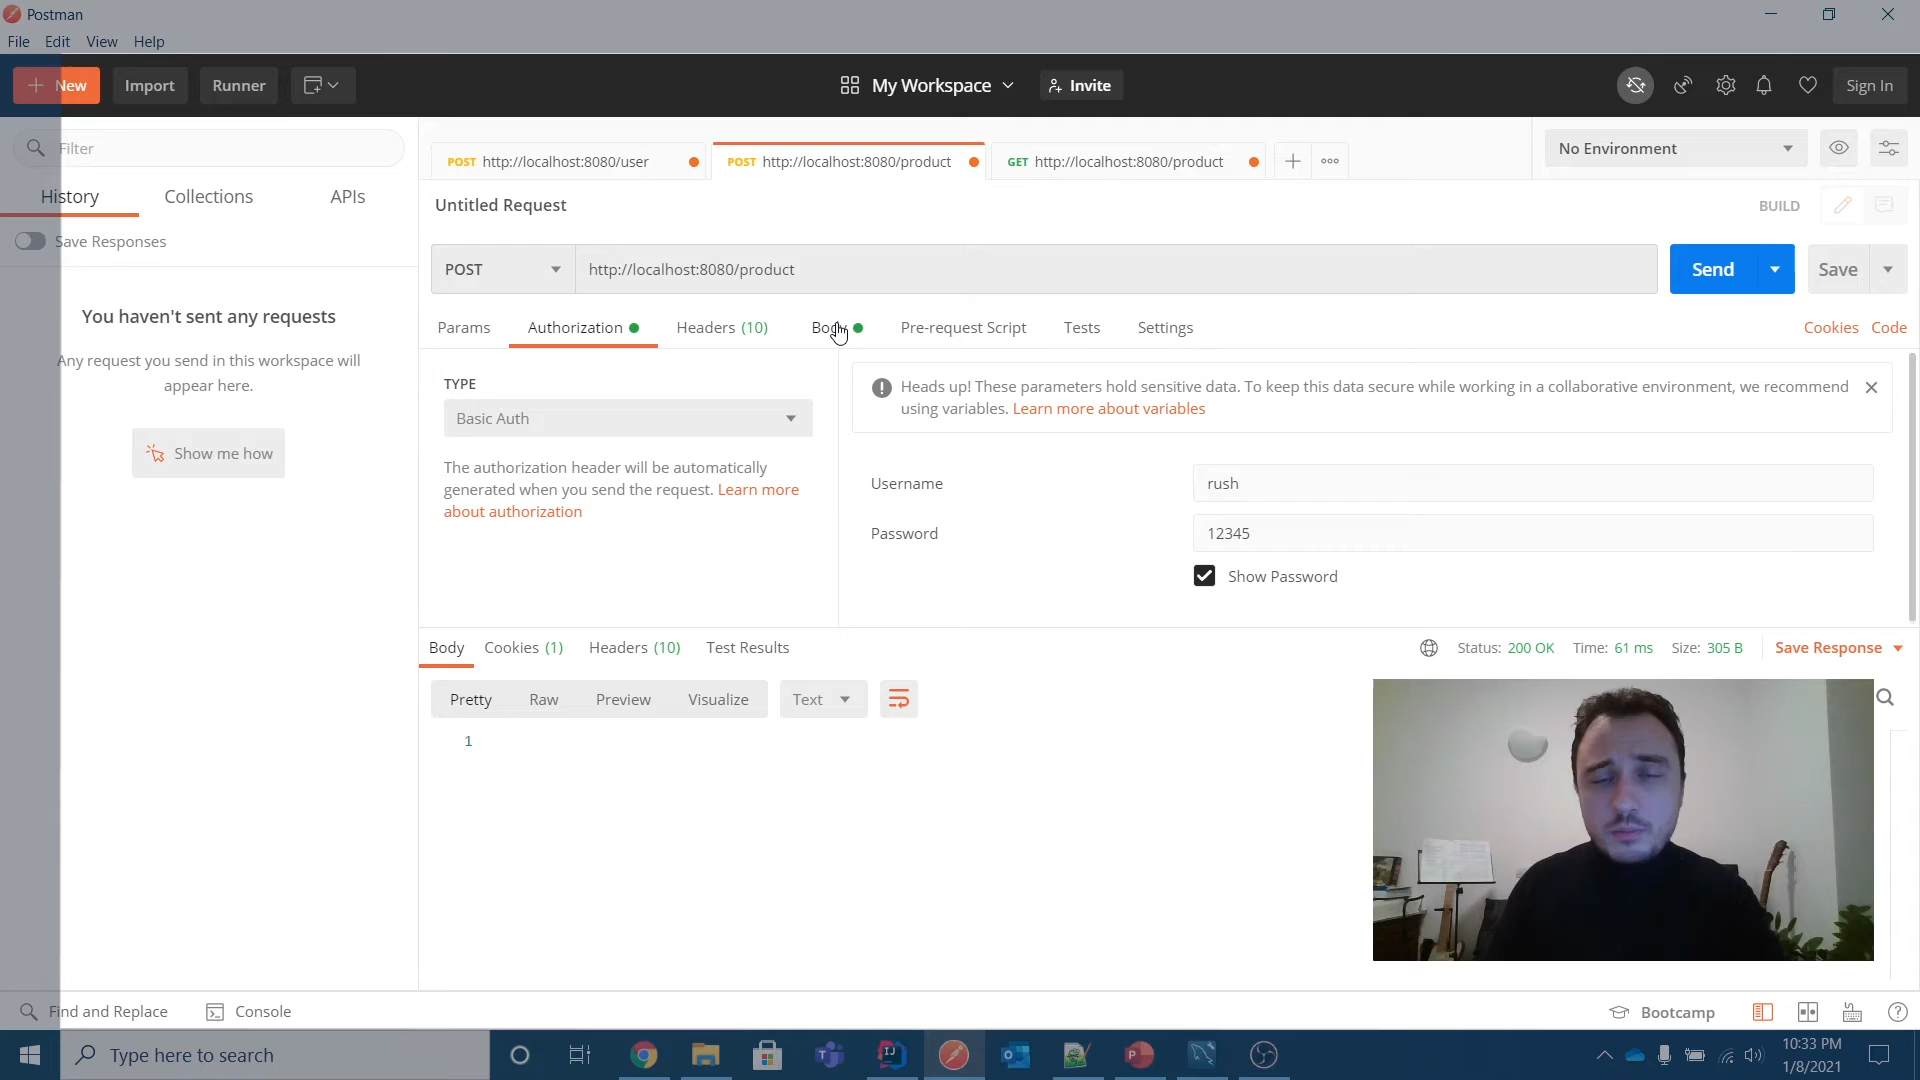 Postman
File Edit View Help
New Import Runner My Workspace Invite Sign In
Filter
History Collections APIs
Save Responses
You haven't sent any requests
Any request you send in this workspace will
appear here.
Show me how
POST http://localhost:8080/user POST http://localhost:8080/product GET http://localhost:8080/product
No Environment
Untitled Request
BUILD
POST http://localhost:8080/product Send Save
Params Authorization Headers (10) Body Pre-request Script Tests Settings Cookies Code
TYPE
Basic Auth
The authorization header will be automatically
generated when you send the request. Learn more
about authorization
Heads up! These parameters hold sensitive data. To keep this data secure while working in a collaborative environment, we recommend
using variables. Learn more about variables
Username rush
Password 12345
Show Password
Body Cookies (1) Headers (10) Test Results Status: 200 OK Time: 61 ms Size: 305 B Save Response
Pretty Raw Preview Visualize Text
1
Find and Replace Console Bootcamp
Type here to search
10:33 PM
1/8/2021